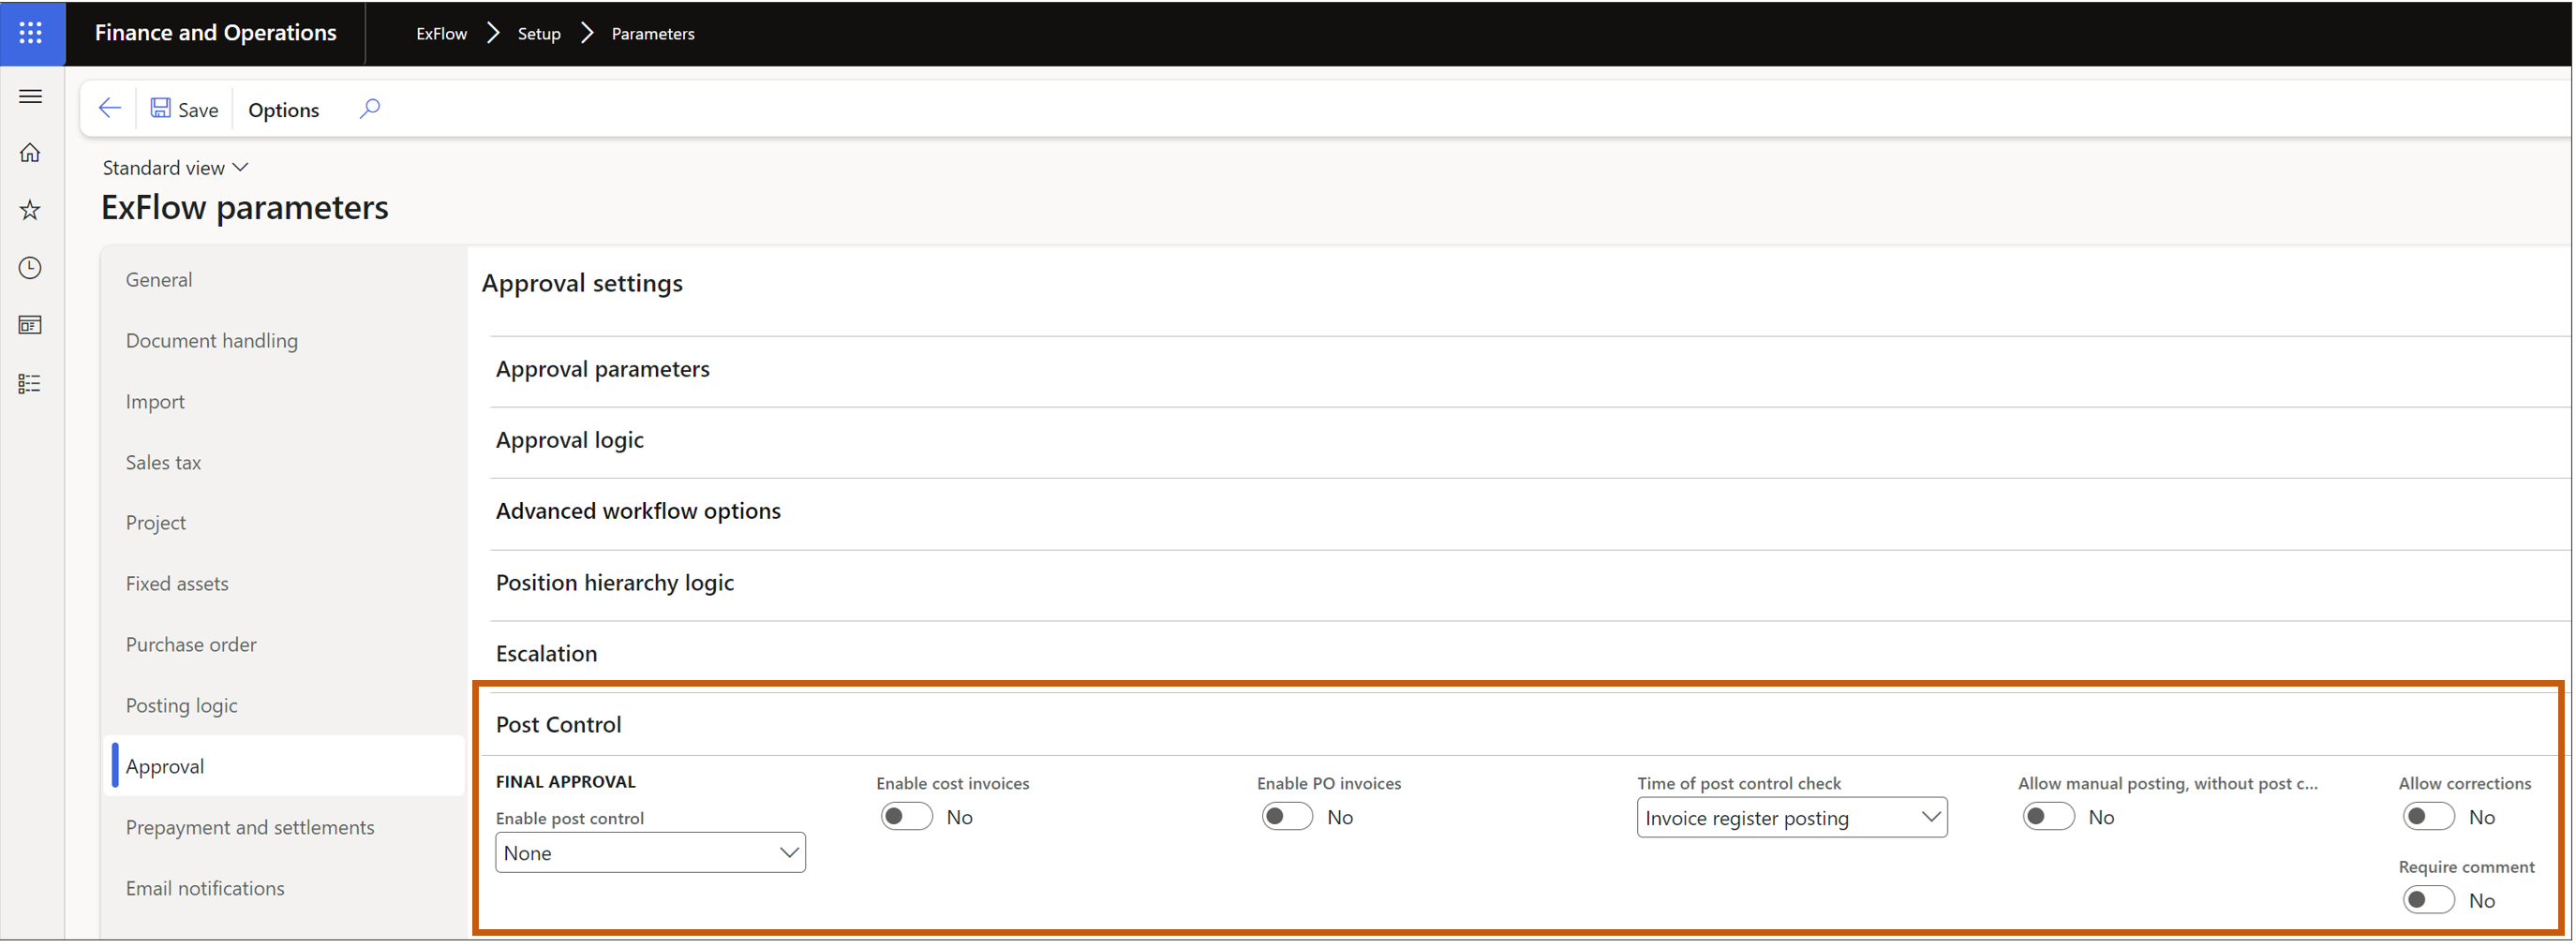 Finance and Operations
ExFlow > Setup > Parameters
Save
Options
Standard view
ExFlow parameters
General
Document handling
Import
Sales tax
Project
Fixed assets
Purchase order
Posting logic
Approval
Prepayment and settlements
Email notifications
Approval settings
Approval parameters
Approval logic
Advanced workflow options
Position hierarchy logic
Escalation
Post Control
FINAL APPROVAL
Enable post control
None
Enable cost invoices
No
Enable PO invoices
No
Time of post control check
Invoice register posting
Allow manual posting, without post c...
No
Allow corrections
No
Require comment
No